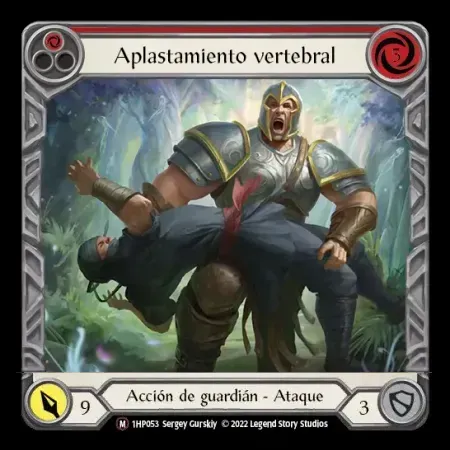 Aplastamiento vertebral
3
9
Acción de guardián - Ataque
3
M 1HP053 Sergey Gurskiy © 2022 Legend Story Studios